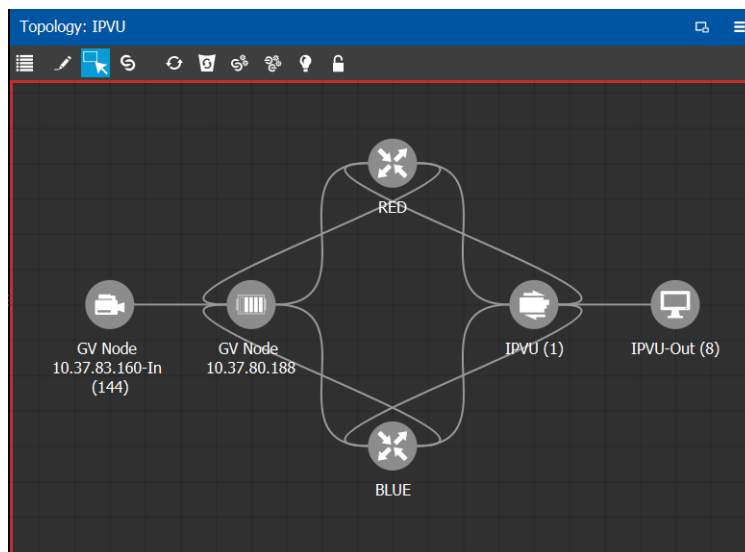 Topology: IPVU
RED
GV Node
10.37.83.160-In
(144)
GV Node
10.37.80.188
IPVU (1)
IPVU-Out (8)
BLUE